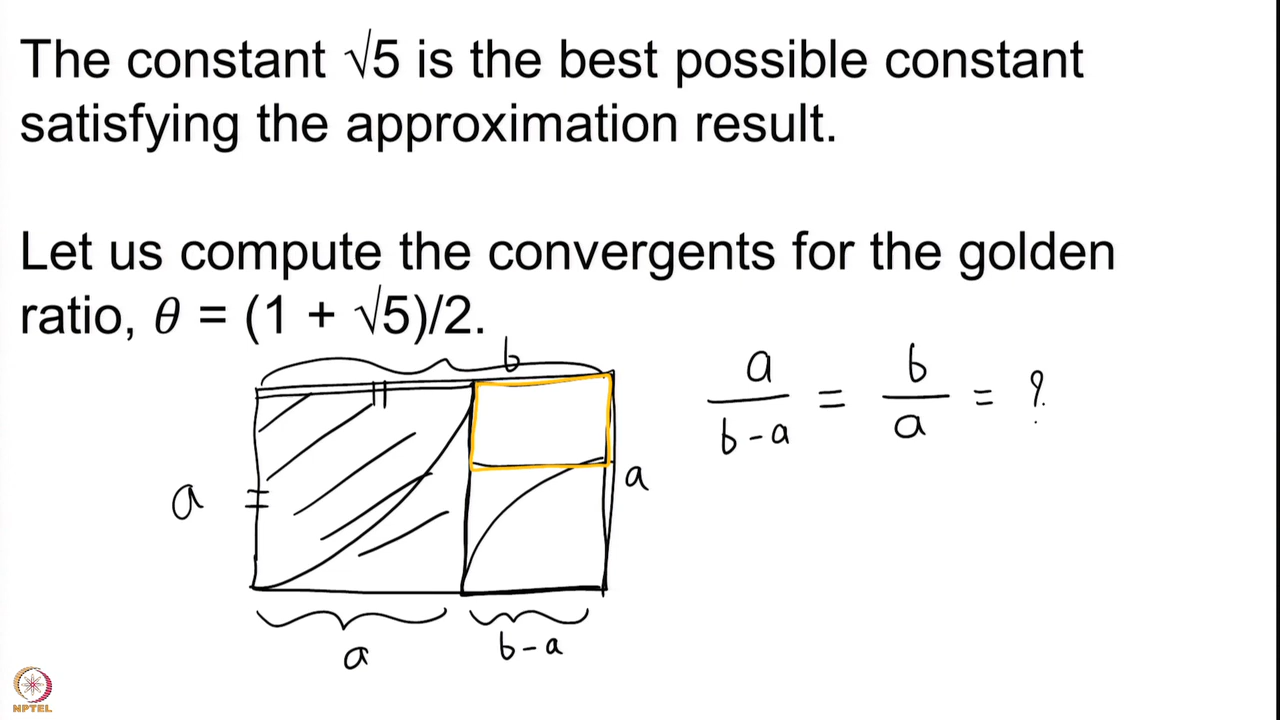 The constant √5 is the best possible constant
satisfying the approximation result.
Let us compute the convergents for the golden
ratio, θ = (1 + √5)/2.
b
a/(b-a) = b/a = ?
a
a
a
b-a
NPTEL